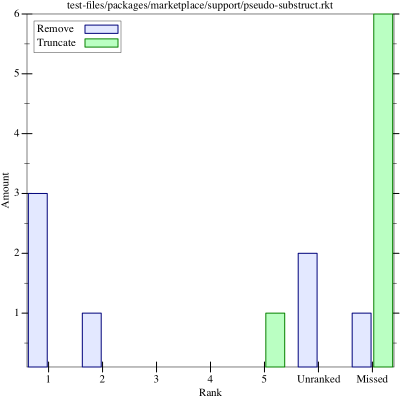 test-files/packages/marketplace/support/pseudo-substruct.rkt
Remove
Truncate
6
5
4
3
2
1
Amount
1 2 3 4 5 Unranked Missed
Rank